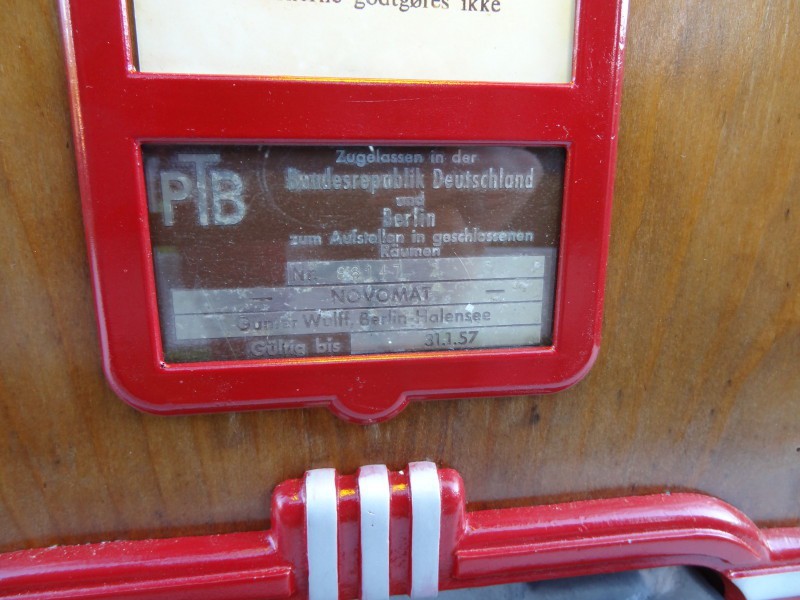 godtgøres ikke
PTB
Zugelassen in der
Bundesrepublik Deutschland
und
Berlin
zum Aufstellen in geschlossenen
Räumen
Nr.
NOVOMAT
Günter Wulff, Berlin-Halensee
Gültig bis 31.1.57